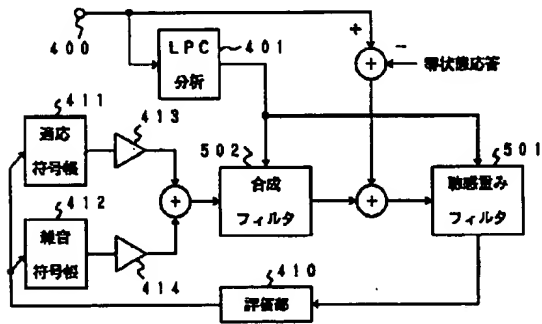 400
LPC
分析
401
+
−
+
零状態応答
411
適応
符号帳
413
502
合成
フィルタ
+
+
501
聴感重み
フィルタ
412
雑音
符号帳
414
410
評価部